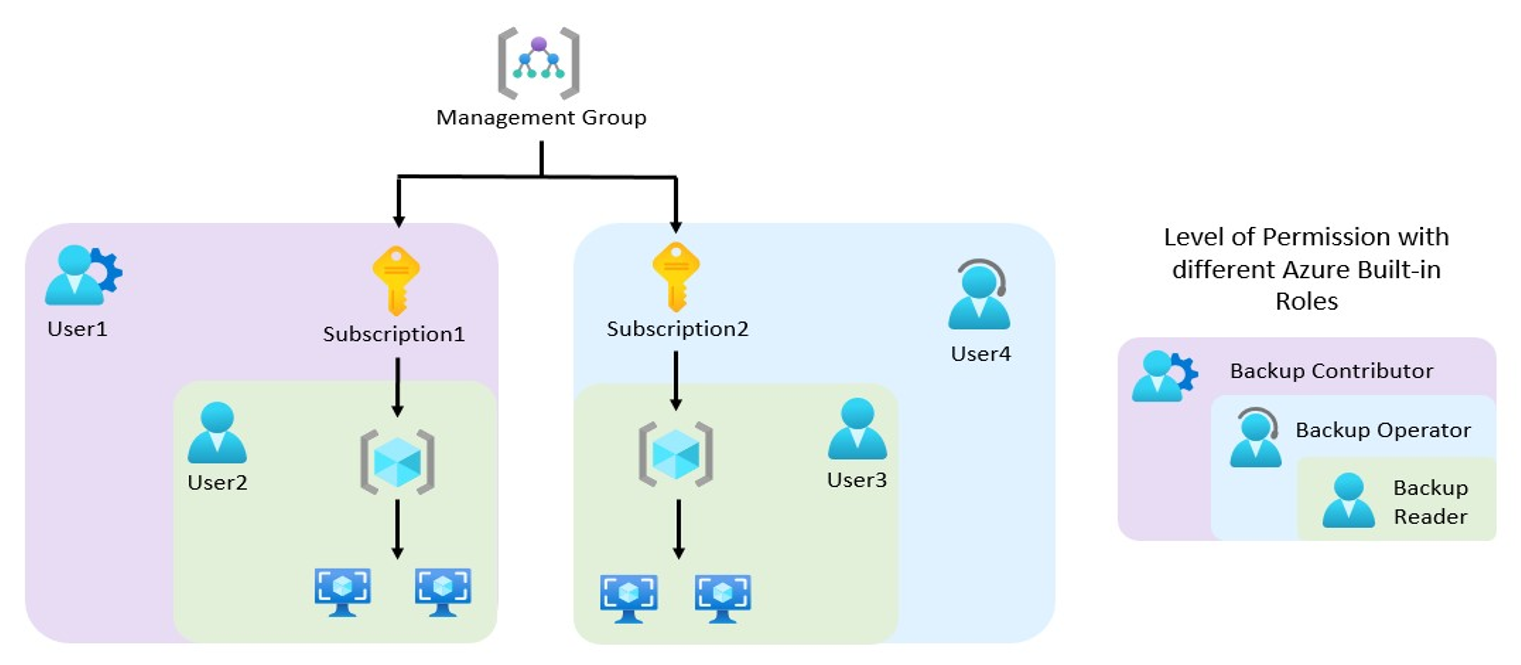 Management Group
User1
Subscription1
Subscription2
User4
User2
User3
Level of Permission with
different Azure Built-in
Roles
Backup Contributor
Backup Operator
Backup
Reader